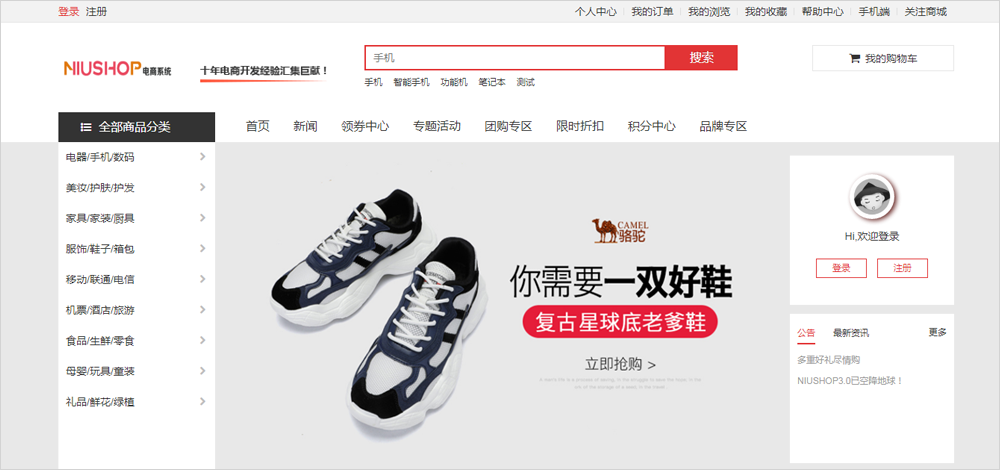 登录 注册 个人中心 我的订单 我的浏览 我的收藏 帮助中心 手机端 关注商城
NIUSHOP电商系统 十年电商开发经验汇集巨献！ 手机 搜索 我的购物车
手机 智能手机 功能机 笔记本 测试
全部商品分类 首页 新闻 领券中心 专题活动 团购专区 限时折扣 积分中心 品牌专区
电器/手机/数码
美妆/护肤/护发
家具/家装/厨具
服饰/鞋子/箱包
移动/联通/电信
机票/酒店/旅游
食品/生鲜/零食
母婴/玩具/童装
礼品/鲜花/绿植
CAMEL
骆驼
你需要一双好鞋
复古星球底老爹鞋
立即抢购 >
Hi,欢迎登录
登录 注册
公告 最新资讯 更多
多重好礼尽情购
NIUSHOP3.0已空降地球！